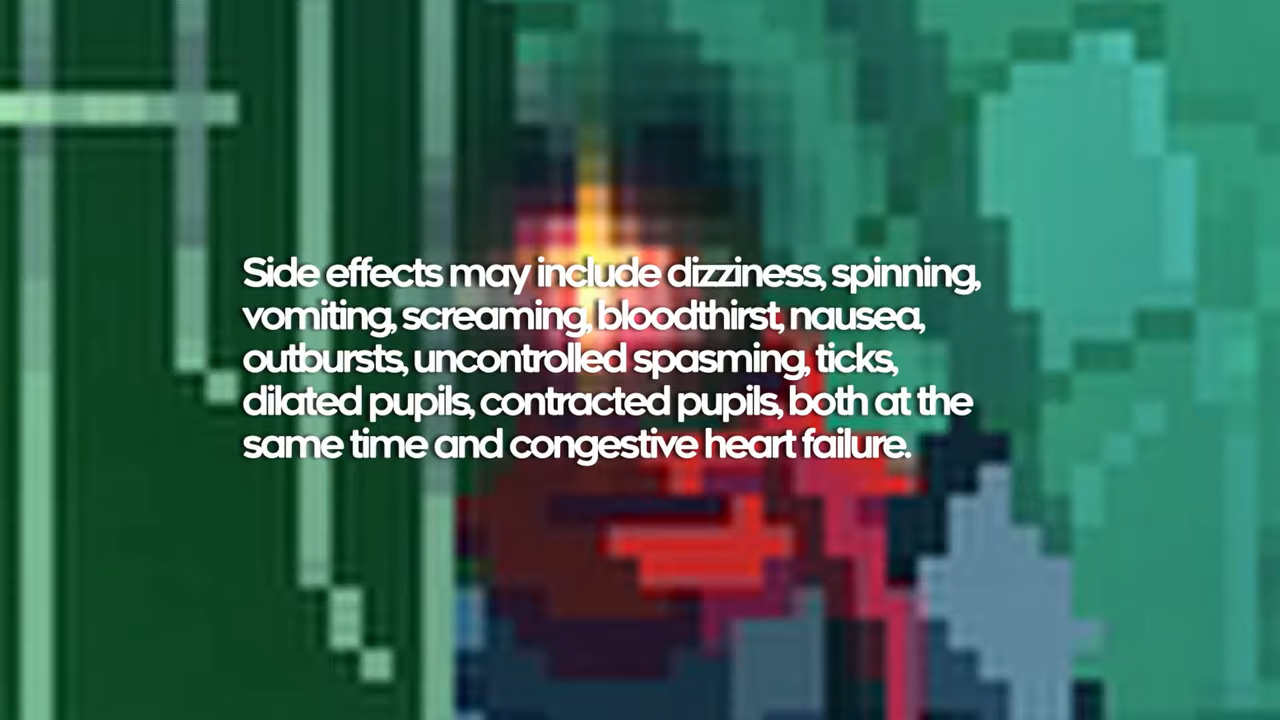 Side effects may include dizziness, spinning,
vomiting, screaming, bloodthirst, nausea,
outbursts, uncontrolled spasming, ticks,
dilated pupils, contracted pupils, both at the
same time and congestive heart failure.